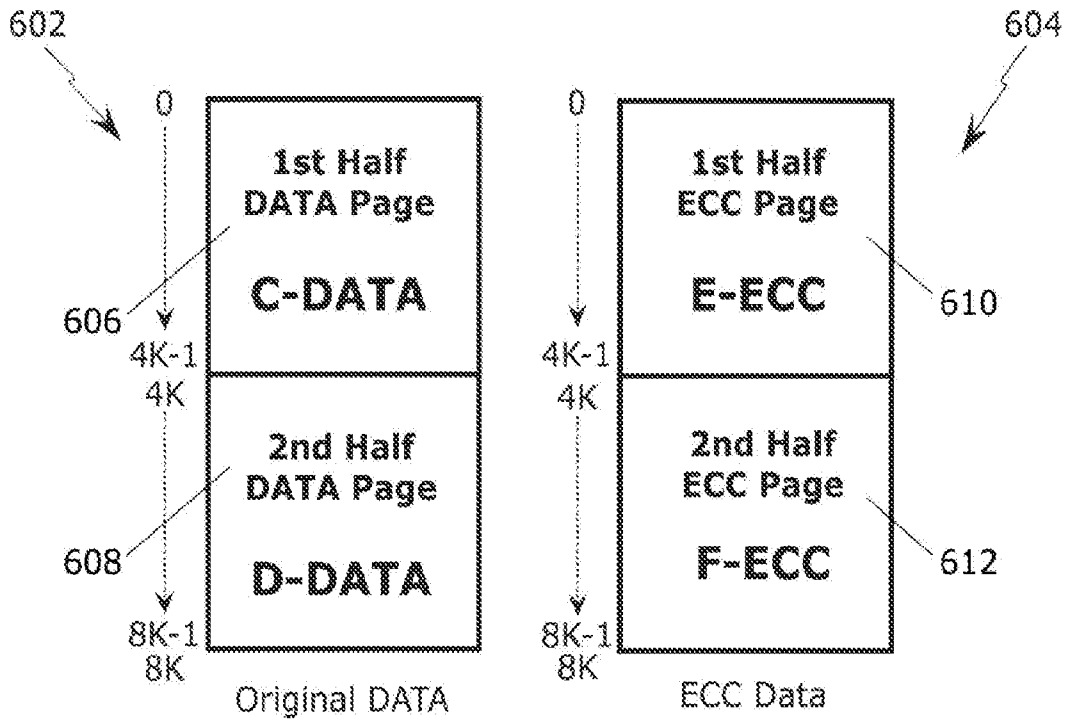 602
604
0
1st Half
DATA Page
C-DATA
606
4K-1
4K
2nd Half
DATA Page
608
D-DATA
8K-1
8K
Original DATA
0
1st Half
ECC Page
E-ECC
610
4K-1
4K
2nd Half
ECC Page
F-ECC
612
8K-1
8K
ECC Data